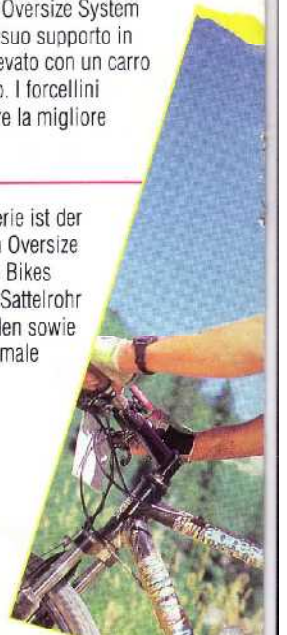 Oversize System
suo supporto in
evato con un carro
o. I forcellini
re la migliore
erie ist der
Oversize
Bikes
Sattelrohr
den sowie
male